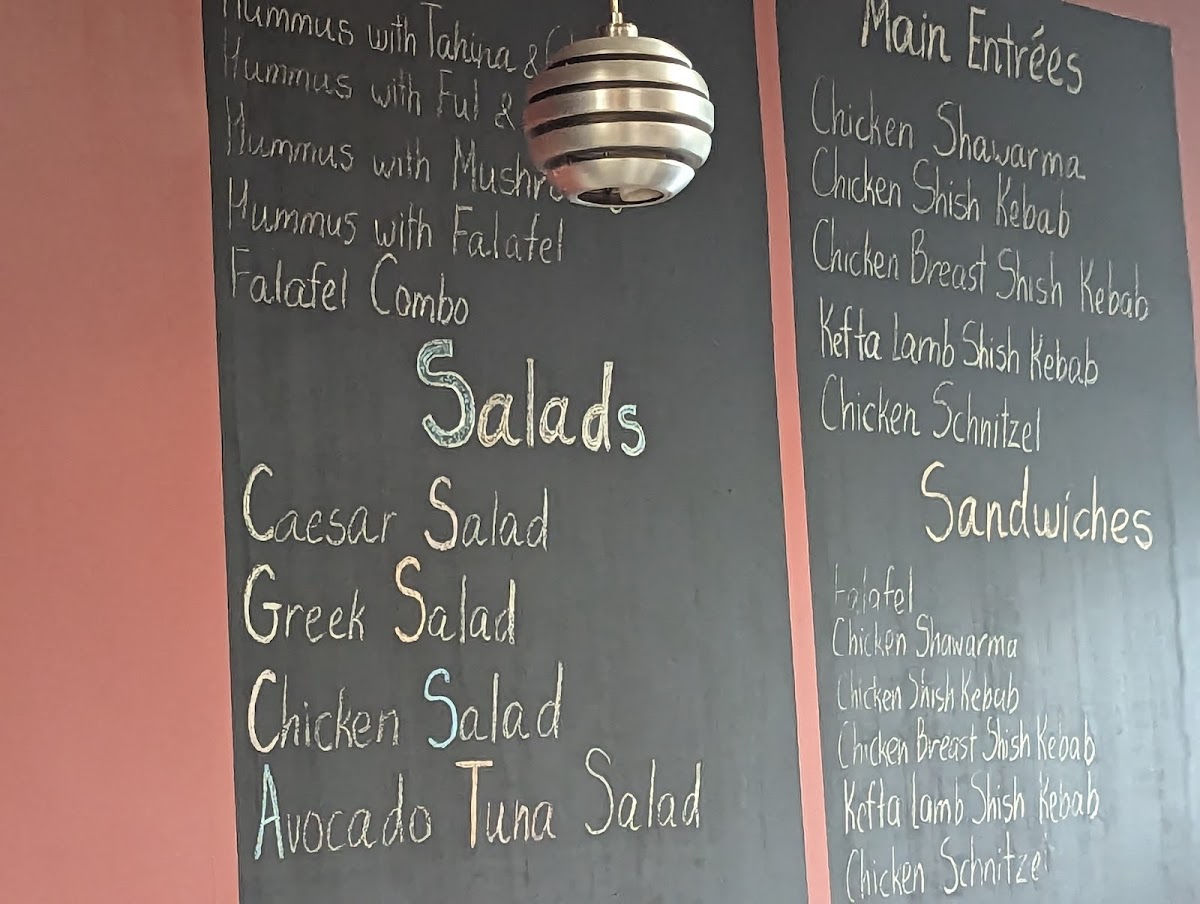 Hummus with Tahina &
Hummus with Ful &
Hummus with
Hummus with Falafel
Falafel Combo
Salads
Caesar Salad
Greek Salad
Chicken Salad
Avocado Tuna Salad
Main Entrées
Chicken Shawarma
Chicken Shish Kebab
Chicken Breast Shish Kebab
Kefta Lamb Shish Kebab
Chicken Schnitzel
Sandwiches
Falafel
Chicken Shawarma
Chicken Shish Kebab
Chicken Breast Shish Kebab
Kefta Lamb Shish Kebab
Chicken Schnitzel